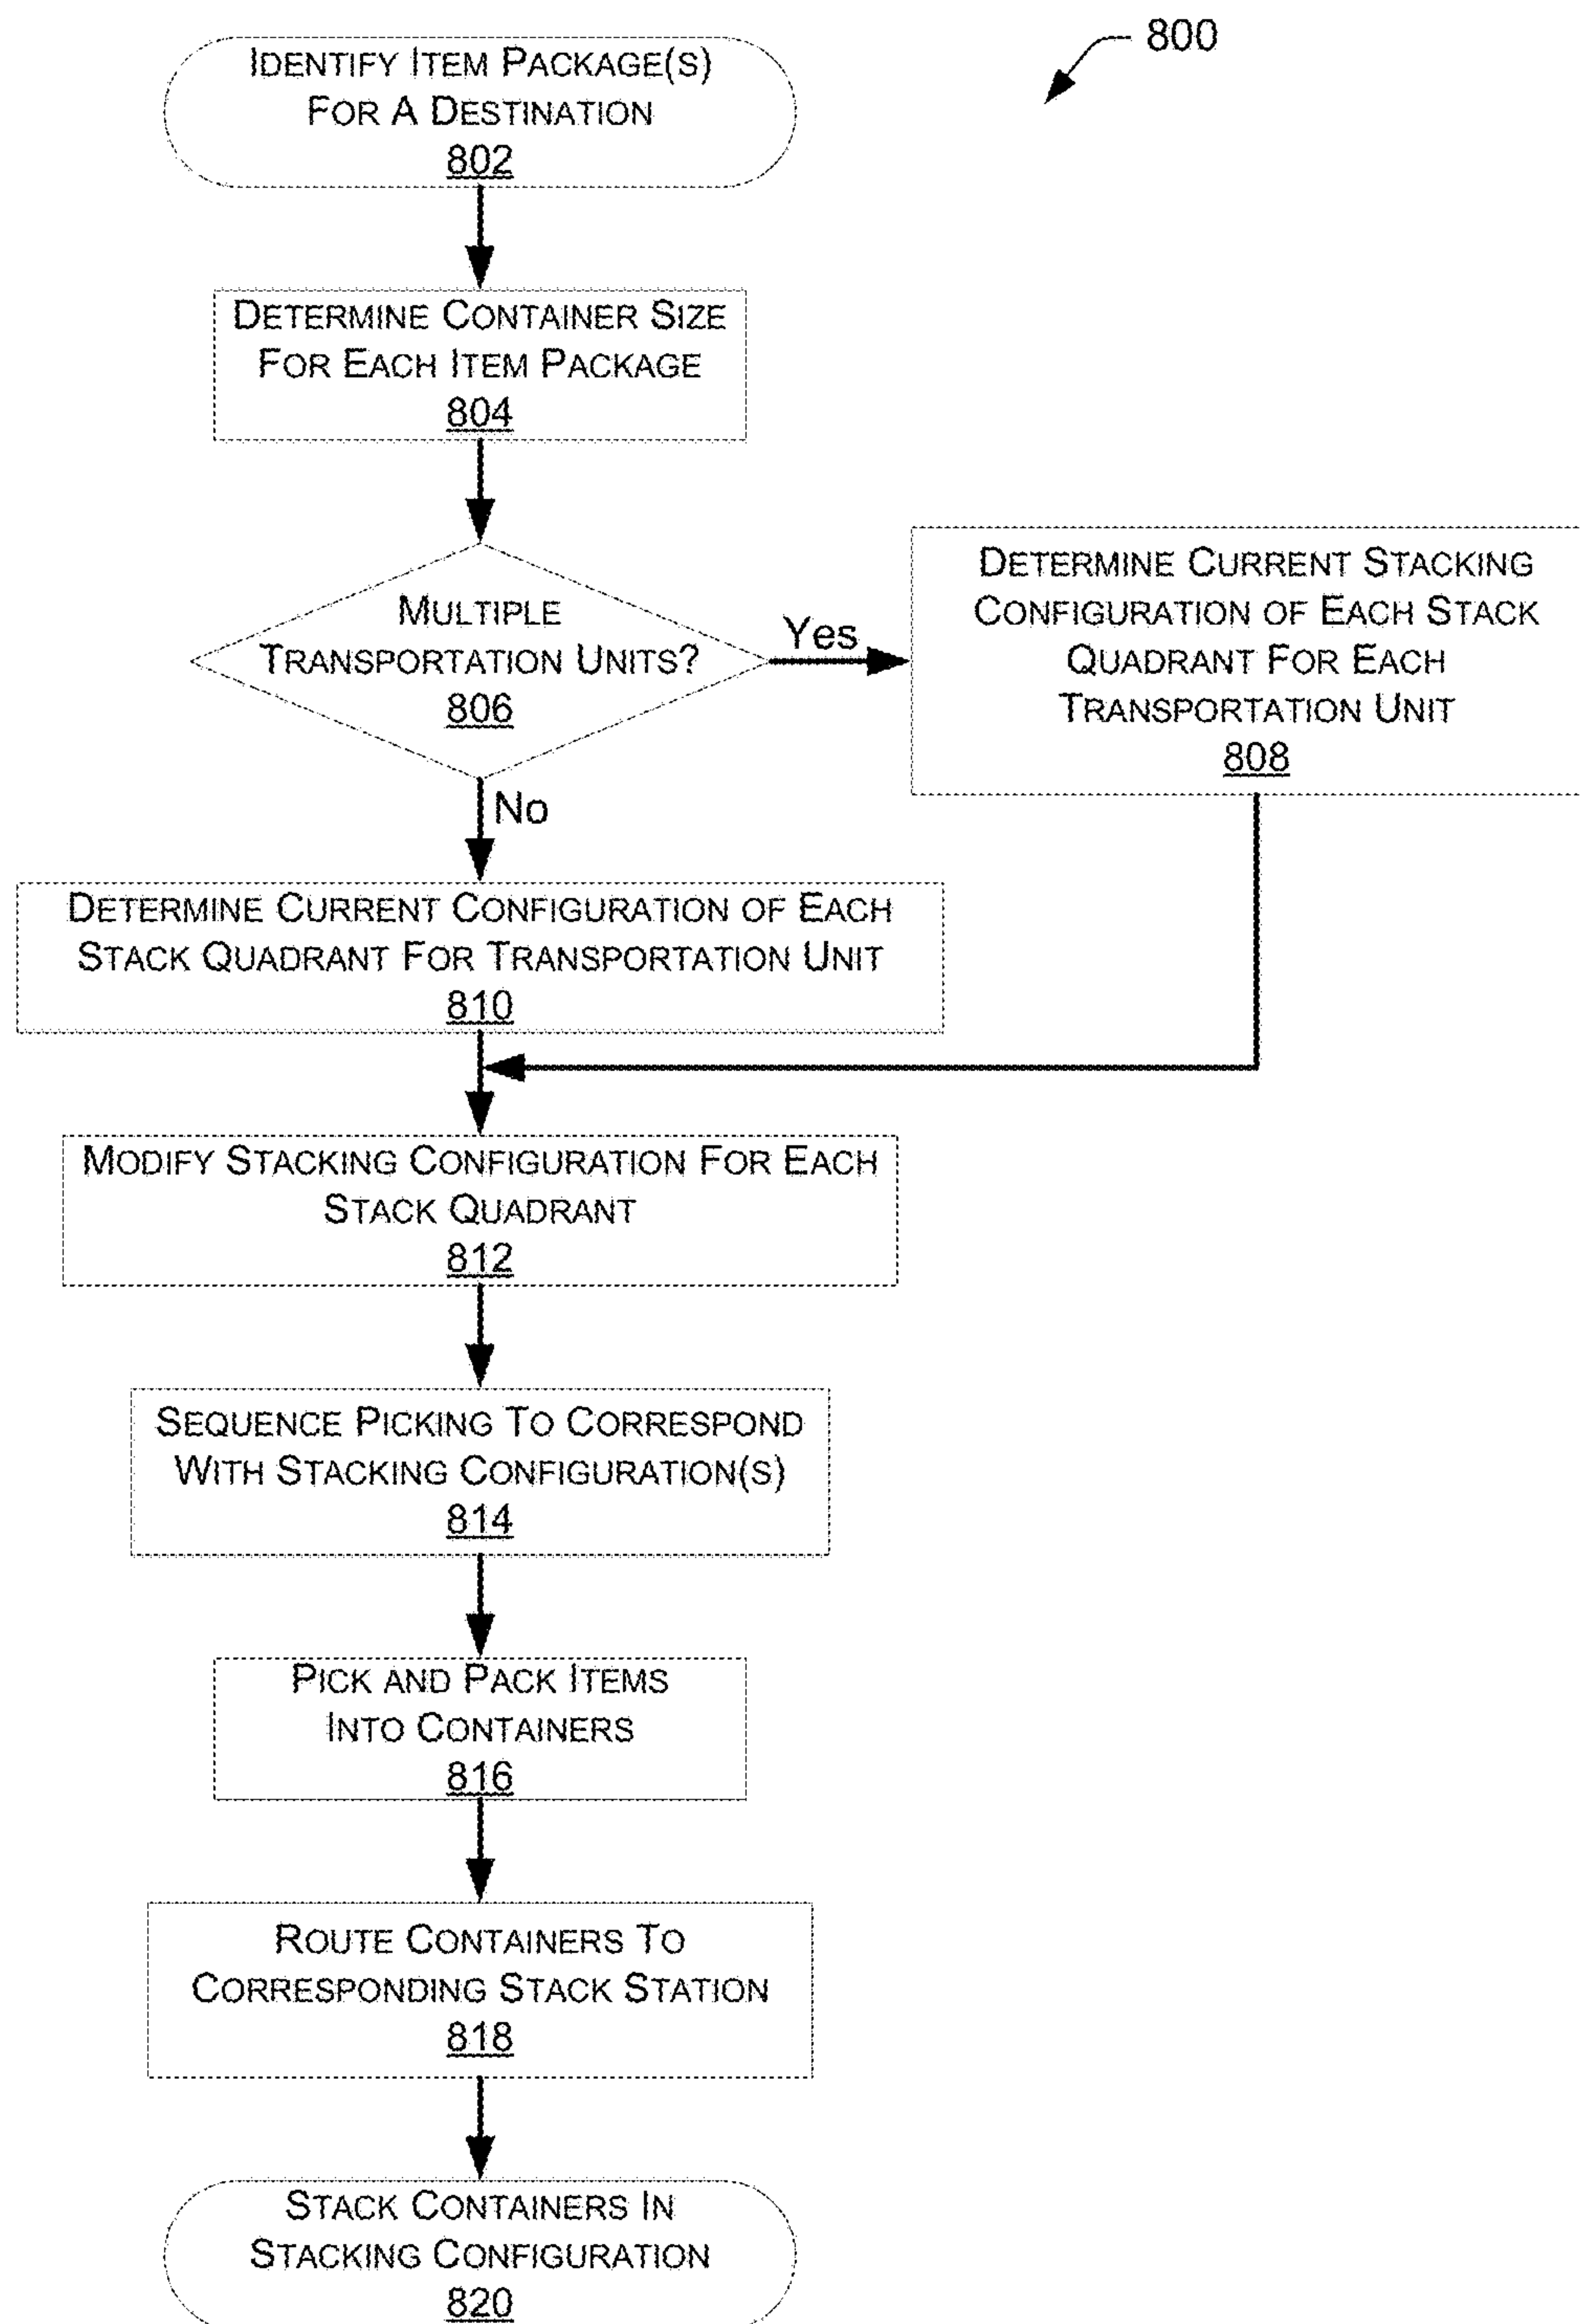 800
IDENTIFY ITEM PACKAGE(S)
FOR A DESTINATION
802
DETERMINE CONTAINER SIZE
FOR EACH ITEM PACKAGE
804
MULTIPLE
TRANSPORTATION UNITS?
806
Yes
DETERMINE CURRENT STACKING
CONFIGURATION OF EACH STACK
QUADRANT FOR EACH
TRANSPORTATION UNIT
808
No
DETERMINE CURRENT CONFIGURATION OF EACH
STACK QUADRANT FOR TRANSPORTATION UNIT
810
MODIFY STACKING CONFIGURATION FOR EACH
STACK QUADRANT
812
SEQUENCE PICKING TO CORRESPOND
WITH STACKING CONFIGURATION(S)
814
PICK AND PACK ITEMS
INTO CONTAINERS
816
ROUTE CONTAINERS TO
CORRESPONDING STACK STATION
818
STACK CONTAINERS IN
STACKING CONFIGURATION
820